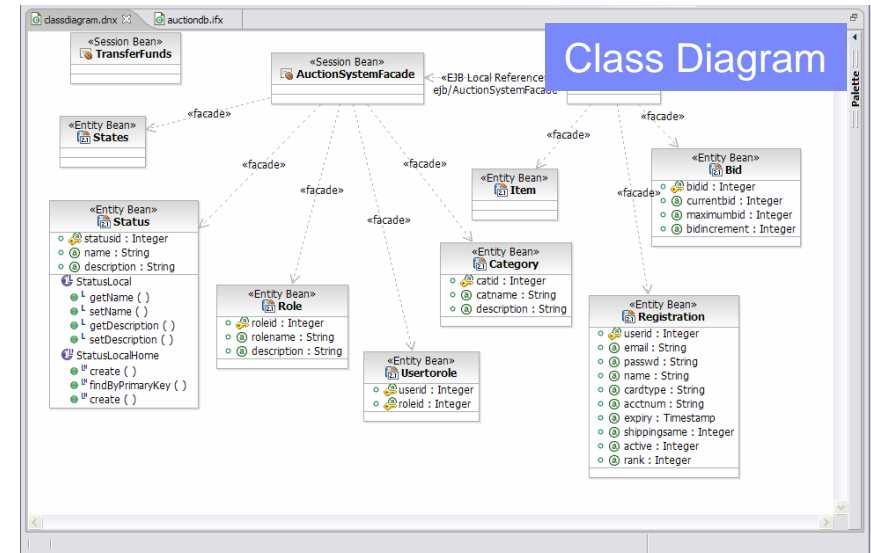 classdiagram.dnx
auctiondb.ifx
Class Diagram
Palette
«Session Bean»
TransferFunds
«Session Bean»
AuctionSystemFacade
«EJB Local Reference»
ejb/AuctionSystemFacade
«facade»
«facade»
«facade»
«facade»
«facade»
«facade»
«facade»
«facade»
«Entity Bean»
States
«Entity Bean»
Status
statusid : Integer
name : String
description : String
StatusLocal
getName ( )
setName ( )
getDescription ( )
setDescription ( )
StatusLocalHome
create ( )
findByPrimaryKey ( )
create ( )
«Entity Bean»
Role
roleid : Integer
rolename : String
description : String
«Entity Bean»
Usertorole
userid : Integer
roleid : Integer
«Entity Bean»
Category
catid : Integer
catname : String
description : String
«Entity Bean»
Item
«Entity Bean»
Bid
bidid : Integer
currentbid : Integer
maximumbid : Integer
bidincrement : Integer
«Entity Bean»
Registration
userid : Integer
email : String
passwd : String
name : String
cardtype : String
acctnum : String
expiry : Timestamp
shippingsame : Integer
active : Integer
rank : Integer